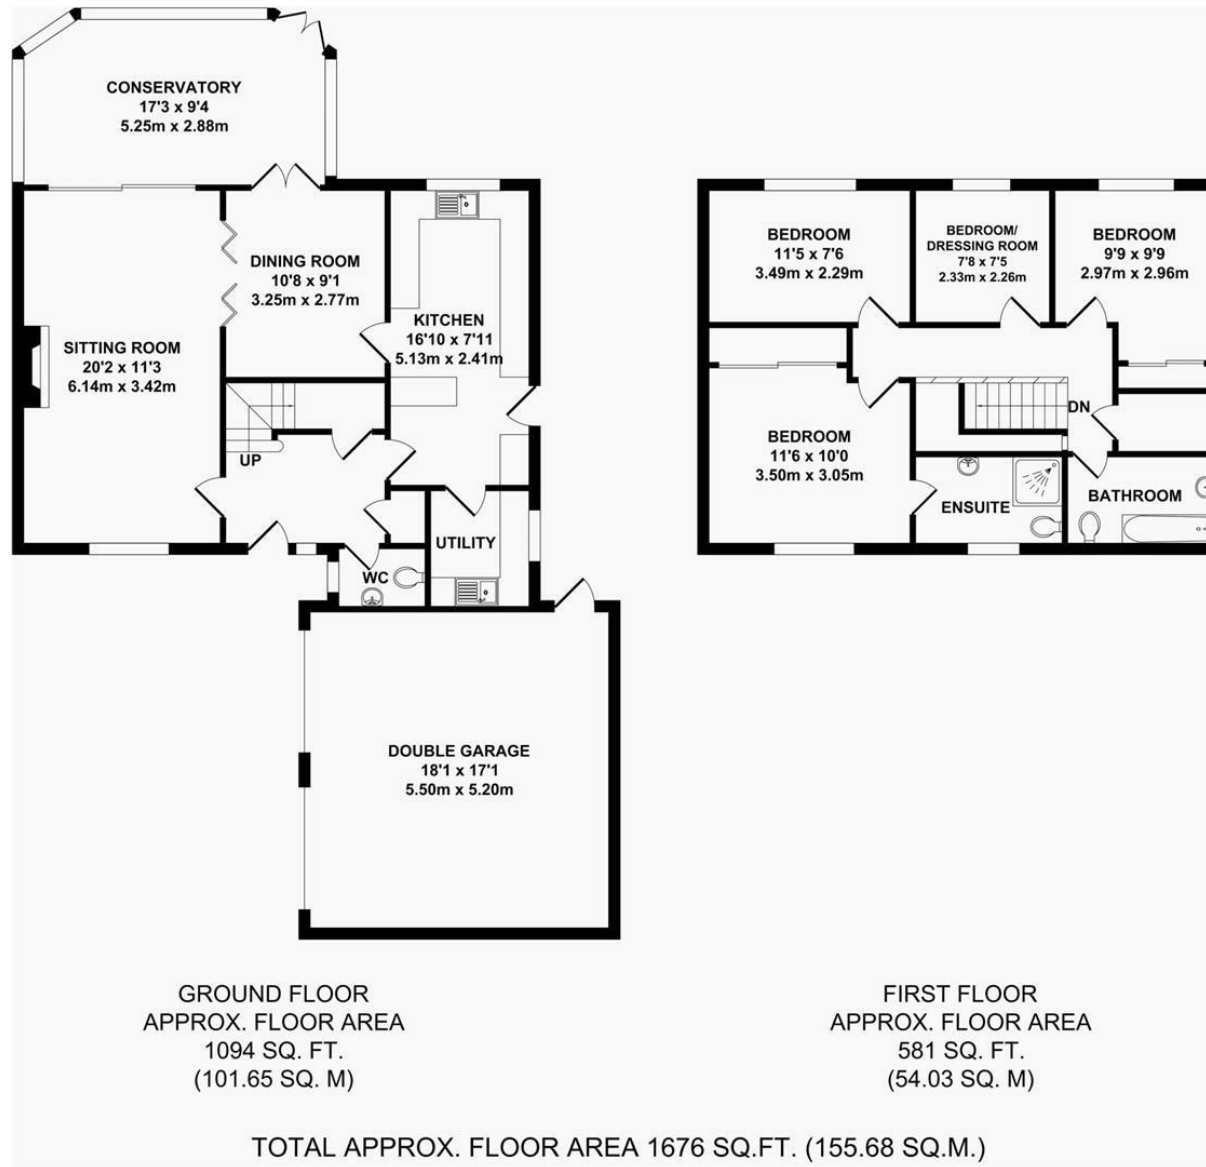 CONSERVATORY
17'3 x 9'4
5.25m x 2.88m
DINING ROOM
10'8 x 9'1
3.25m x 2.77m
KITCHEN
16'10 x 7'11
5.13m x 2.41m
SITTING ROOM
20'2 x 11'3
6.14m x 3.42m
UP
WC
UTILITY
DOUBLE GARAGE
18'1 x 17'1
5.50m x 5.20m
GROUND FLOOR
APPROX. FLOOR AREA
1094 SQ. FT.
(101.65 SQ. M)
BEDROOM
11'5 x 7'6
3.49m x 2.29m
BEDROOM/
DRESSING ROOM
7'8 x 7'5
2.33m x 2.26m
BEDROOM
9'9 x 9'9
2.97m x 2.96m
DN
BEDROOM
11'6 x 10'0
3.50m x 3.05m
ENSUITE
BATHROOM
FIRST FLOOR
APPROX. FLOOR AREA
581 SQ. FT.
(54.03 SQ. M)
TOTAL APPROX. FLOOR AREA 1676 SQ.FT. (155.68 SQ.M.)